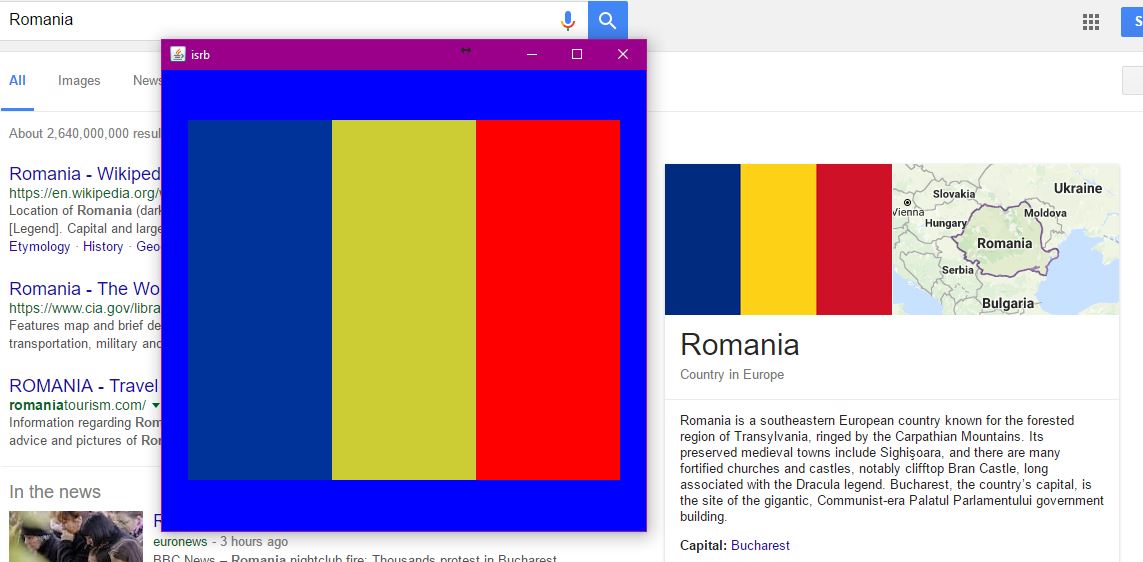 Romania
S
isrb
All Images News
About 2,640,000,000 resul
Romania - Wikiped
https://en.wikipedia.org/
Location of Romania (dark
[Legend]. Capital and large
Etymology · History · Geo
Romania - The Wo
https://www.cia.gov/libra
Features map and brief de
transportation, military and
ROMANIA - Travel
romaniatourism.com/
Information regarding Rom
advice and pictures of Ro
In the news
R
euronews - 3 hours ago
BBC News – Romania nightclub fire: Thousands protest in Bucharest
Ukraine
Slovakia
Vienna
Moldova
Hungary
Romania
Serbia
Bulgaria
Romania
Country in Europe
Romania is a southeastern European country known for the forested
region of Transylvania, ringed by the Carpathian Mountains. Its
preserved medieval towns include Sighişoara, and there are many
fortified churches and castles, notably clifftop Bran Castle, long
associated with the Dracula legend. Bucharest, the country's capital, is
the site of the gigantic, Communist-era Palatul Parlamentului government
building.
Capital: Bucharest